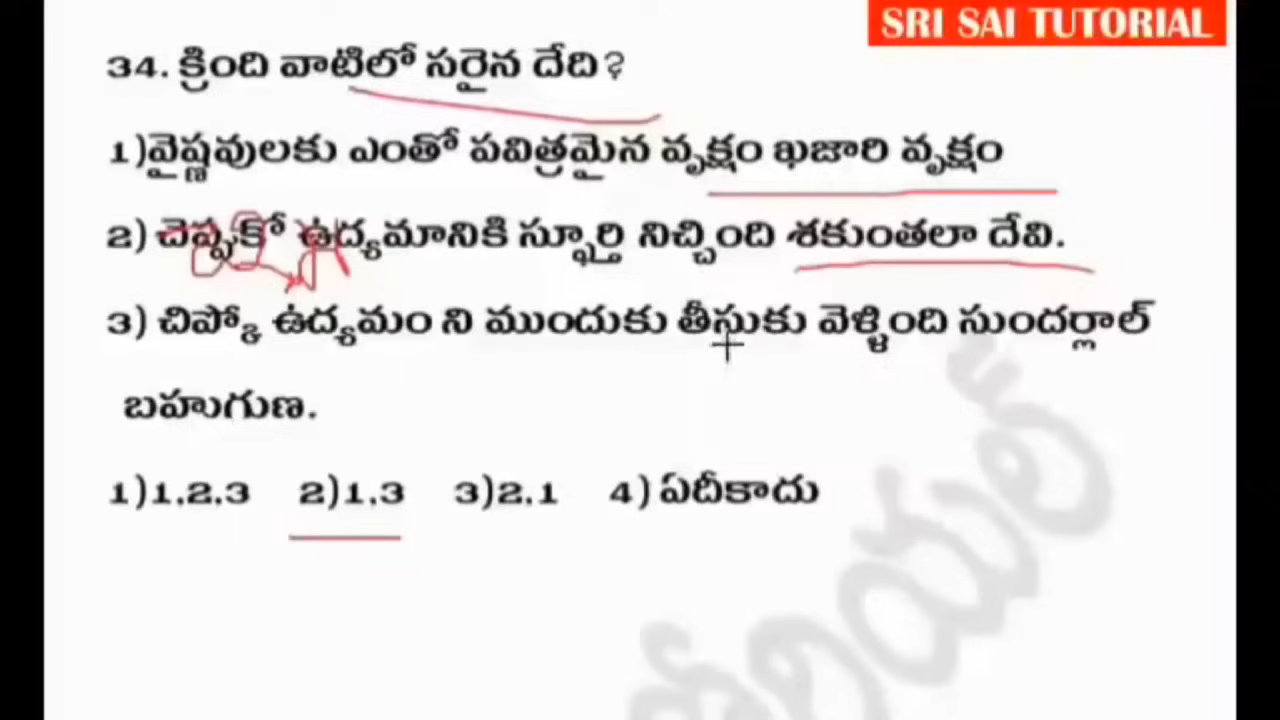 SRI SAI TUTORIAL
34. క్రింది వాటిలో సరైన దేది?
1)వైష్ణవులకు ఎంతో పవిత్రమైన వృక్షం ఖజూరి వృక్షం
2) చెప్పుకో ఉద్యమానికి స్ఫూర్తి నిచ్చింది శకుంతలా దేవి.
3) చిప్కో ఉద్యమం ని ముందుకు తీసుకు వెళ్ళింది సుందర్లాల్
బహుగుణ.
1)1,2,3 2)1,3 3)2,1 4) ఏదీకాదు